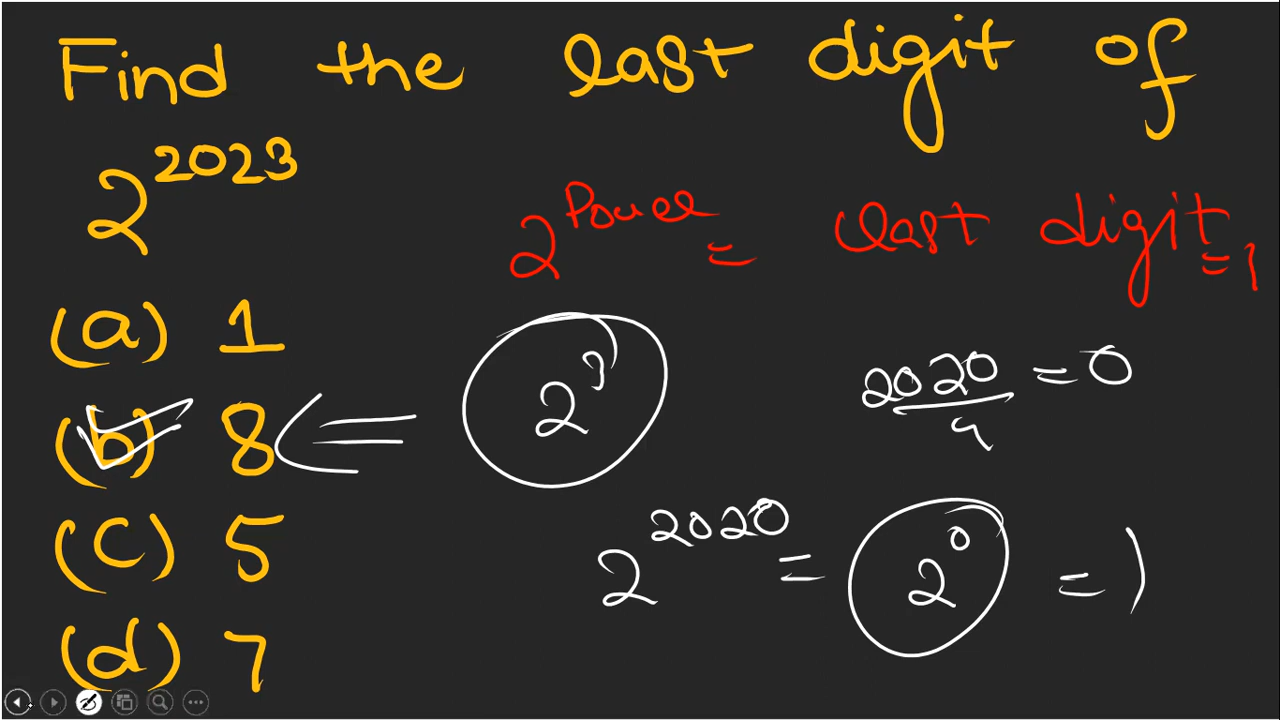 Find the last digit of
2^2023
2^Power = last digit = 1
(a) 1
(b) 8 <= 2^3
2020/4 = 0
(c) 5
2^2020 = 2^0 = 1
(d) 7